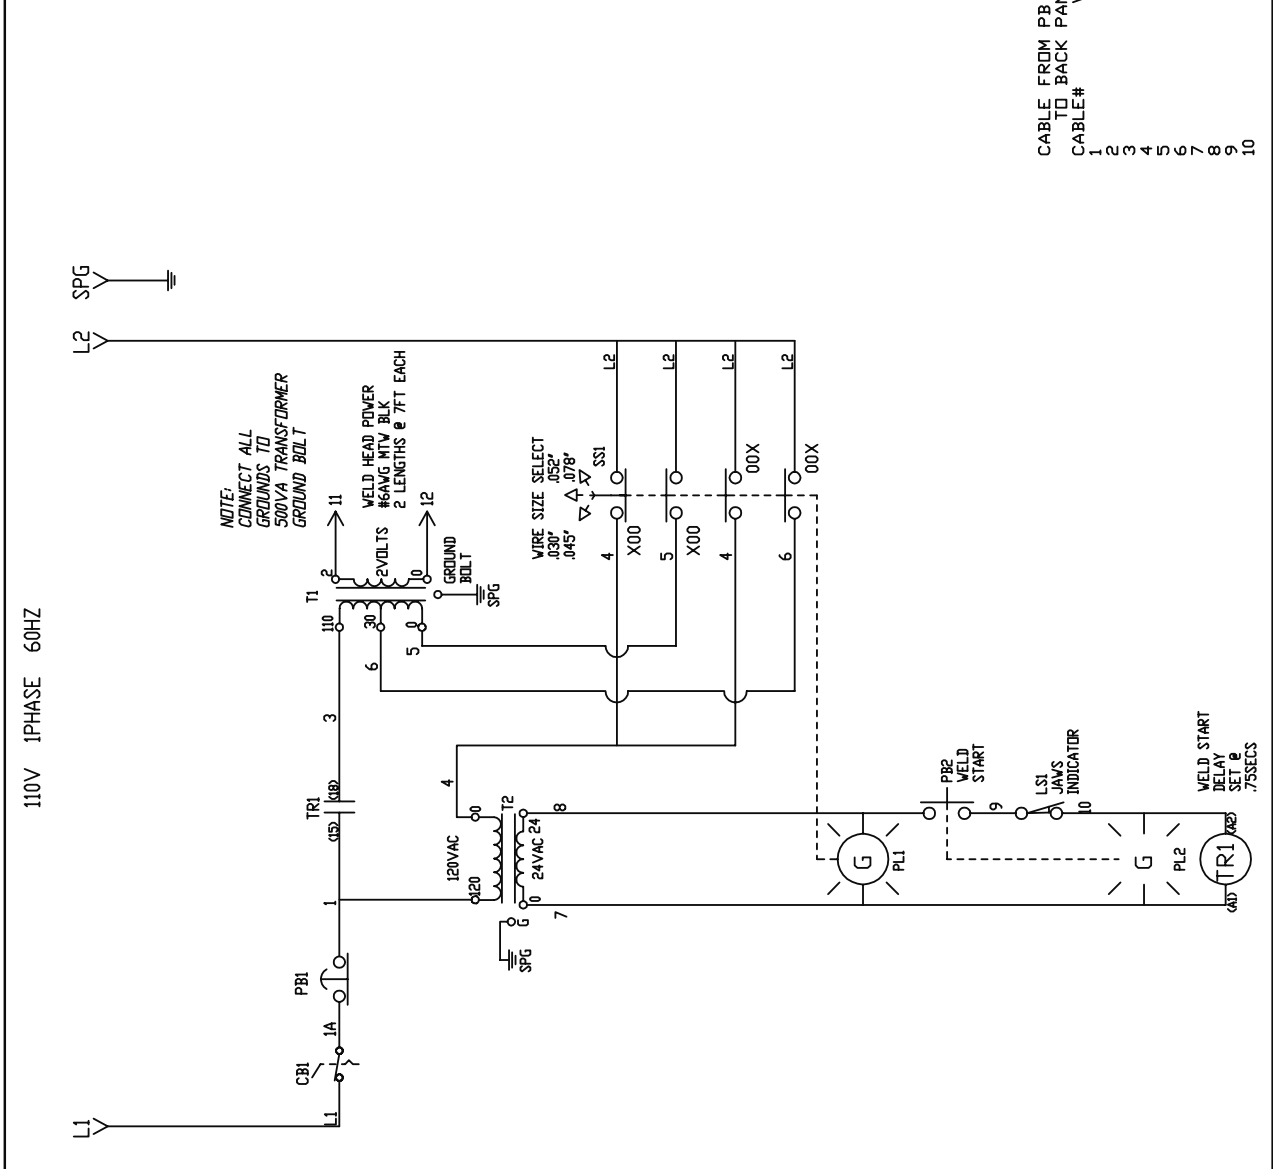 110V 1PHASE 60HZ
L1
L2
SPG
NOTE:
CONNECT ALL
GROUNDS TO
500VA TRANSFORMER
GROUND BOLT
L1
CB1
1A
PB1
1
TR1
(15)
(18)
3
T1
110
30
0
2
2VOLTS
0
11
12
WELD HEAD POWER
#6AWG MTW BLK
2 LENGTHS @ 7FT EACH
GROUND
BOLT
SPG
6
5
4
120VAC
120
0
T2
24VAC
24
0
G
SPG
7
8
WIRE SIZE SELECT
.030"
.052"
.045"
.078"
SS1
4
X00
L2
5
X00
L2
4
00X
L2
6
00X
L2
G
PL1
PB2
WELD
START
9
LS1
JAWS
INDICATOR
10
G
PL2
TR1
(A1)
(A2)
WELD START
DELAY
SET @
.75SECS
CABLE FROM PB
TO BACK PAN
CABLE#
1
2
3
4
5
6
7
8
9
10